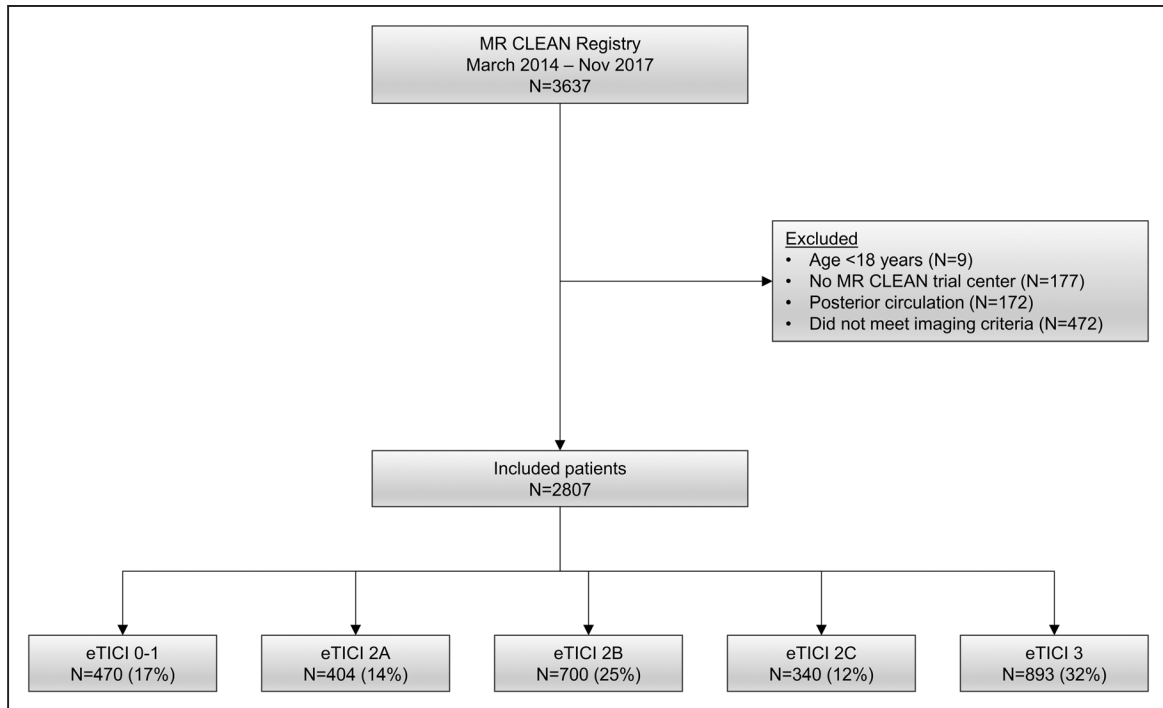 MR CLEAN Registry
March 2014 – Nov 2017
N=3637
Excluded
• Age <18 years (N=9)
• No MR CLEAN trial center (N=177)
• Posterior circulation (N=172)
• Did not meet imaging criteria (N=472)
Included patients
N=2807
eTICI 0-1
N=470 (17%)
eTICI 2A
N=404 (14%)
eTICI 2B
N=700 (25%)
eTICI 2C
N=340 (12%)
eTICI 3
N=893 (32%)